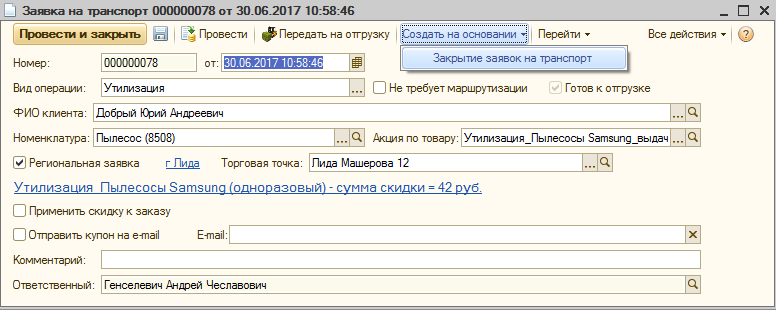 Заявка на транспорт 000000078 от 30.06.2017 10:58:46
Провести и закрыть Провести Передать на отгрузку Создать на основании Перейти Все действия ?
Закрытие заявок на транспорт
Номер: 000000078 от: 30.06.2017 10:58:46
Вид операции: Утилизация ... Не требует маршрутизации Готов к отгрузке
ФИО клиента: Добрый Юрий Андреевич ...
Номенклатура: Пылесос (8508) ... Акция по товару: Утилизация_Пылесосы Samsung_выдач ...
Региональная заявка г Лида Торговая точка: Лида Машерова 12 ...
Утилизация_Пылесосы Samsung (одноразовый) - сумма скидки = 42 руб.
Применить скидку к заказу
Отправить купон на e-mail E-mail:
Комментарий:
Ответственный: Генселевич Андрей Чеславович